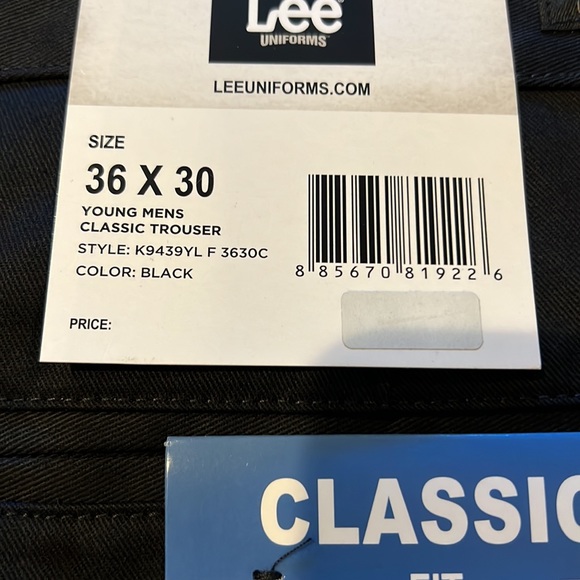 Lee
UNIFORMS
LEEUNIFORMS.COM
SIZE
36 X 30
YOUNG MENS
CLASSIC TROUSER
STYLE: K9439YL F 3630C
COLOR: BLACK
8 85670 81922 6
PRICE:
CLASSIC
FIT